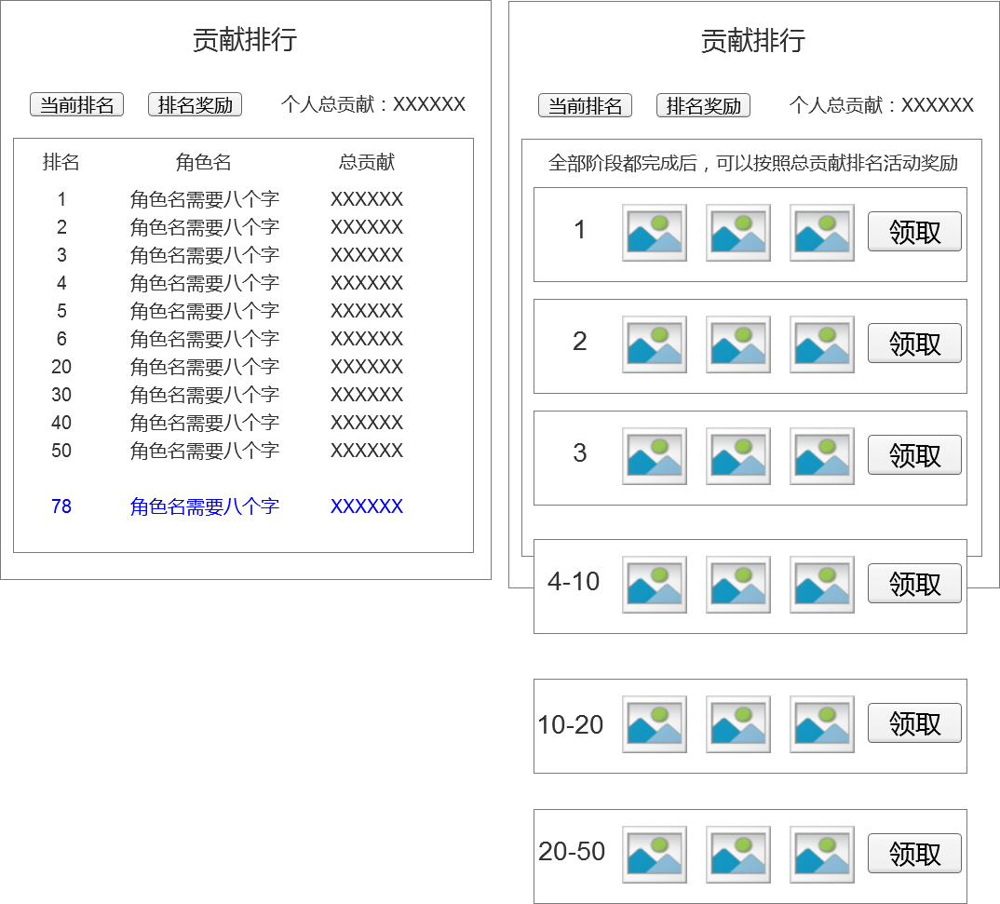 贡献排行
当前排名 排名奖励 个人总贡献：XXXXXX
排名 角色名 总贡献
1 角色名需要八个字 XXXXXX
2 角色名需要八个字 XXXXXX
3 角色名需要八个字 XXXXXX
4 角色名需要八个字 XXXXXX
5 角色名需要八个字 XXXXXX
6 角色名需要八个字 XXXXXX
20 角色名需要八个字 XXXXXX
30 角色名需要八个字 XXXXXX
40 角色名需要八个字 XXXXXX
50 角色名需要八个字 XXXXXX
78 角色名需要八个字 XXXXXX
贡献排行
当前排名 排名奖励 个人总贡献：XXXXXX
全部阶段都完成后，可以按照总贡献排名活动奖励
1 领取
2 领取
3 领取
4-10 领取
10-20 领取
20-50 领取